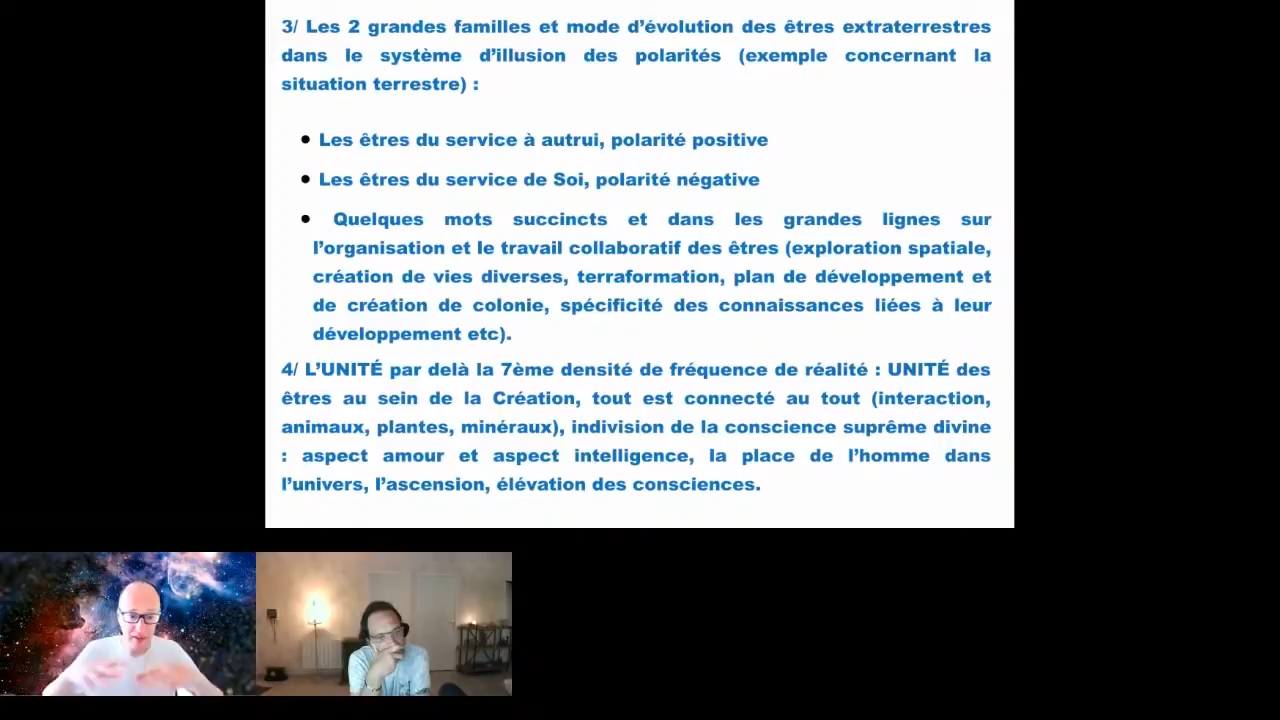 3/ Les 2 grandes familles et mode d’évolution des êtres extraterrestres
dans le système d’illusion des polarités (exemple concernant la
situation terrestre) :
• Les êtres du service à autrui, polarité positive
• Les êtres du service de Soi, polarité négative
• Quelques mots succincts et dans les grandes lignes sur
l’organisation et le travail collaboratif des êtres (exploration spatiale,
création de vies diverses, terraformation, plan de développement et
de création de colonie, spécificité des connaissances liées à leur
développement etc).
4/ L’UNITÉ par delà la 7ème densité de fréquence de réalité : UNITÉ des
êtres au sein de la Création, tout est connecté au tout (interaction,
animaux, plantes, minéraux), indivision de la conscience suprême divine
: aspect amour et aspect intelligence, la place de l’homme dans
l’univers, l’ascension, élévation des consciences.